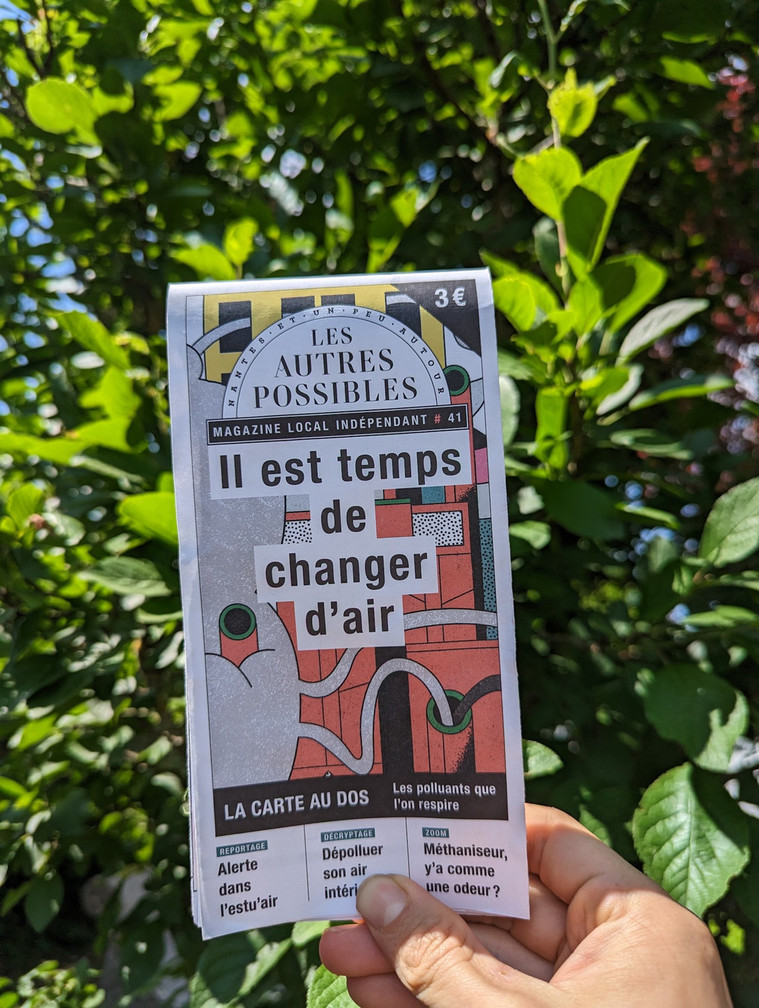 3€
NANTES·ET·UN·PEU·AUTOUR
LES
AUTRES
POSSIBLES
MAGAZINE LOCAL INDÉPENDANT # 41
Il est temps
de
changer
d'air
LA CARTE AU DOS
Les polluants que
l'on respire
REPORTAGE
Alerte
dans
l'estu'air
DÉCRYPTAGE
Dépolluer
son air
ZOOM
Méthaniseur,
y'a comme
une odeur ?